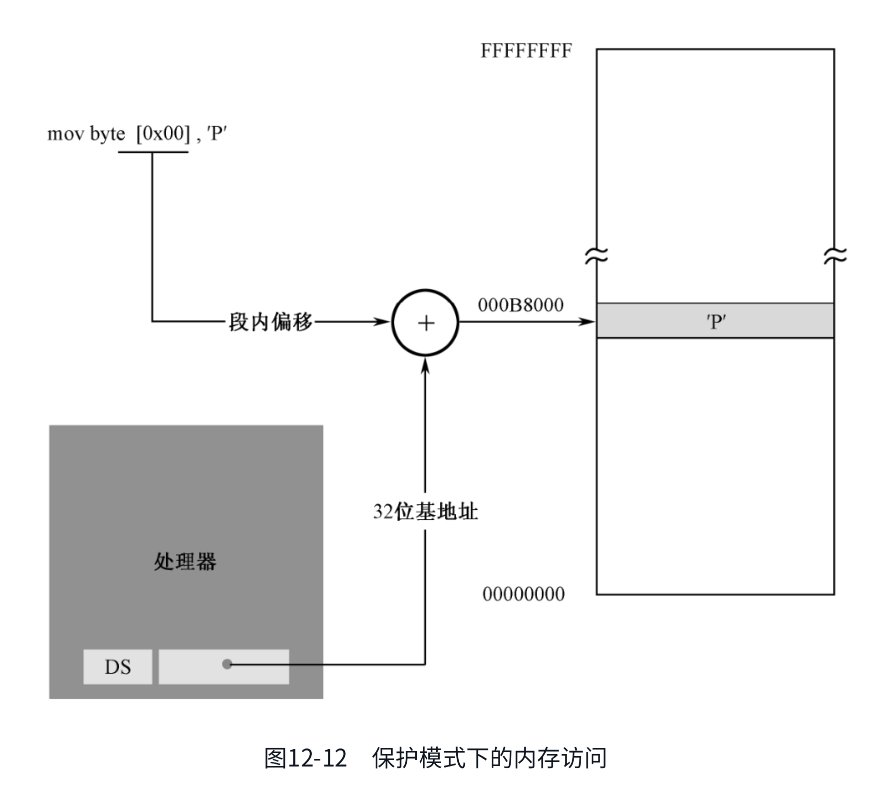 FFFFFFFF
mov byte [0x00] , 'P'
段内偏移
+
000B8000
'P'
32位基地址
处理器
00000000
DS
图12-12 保护模式下的内存访问